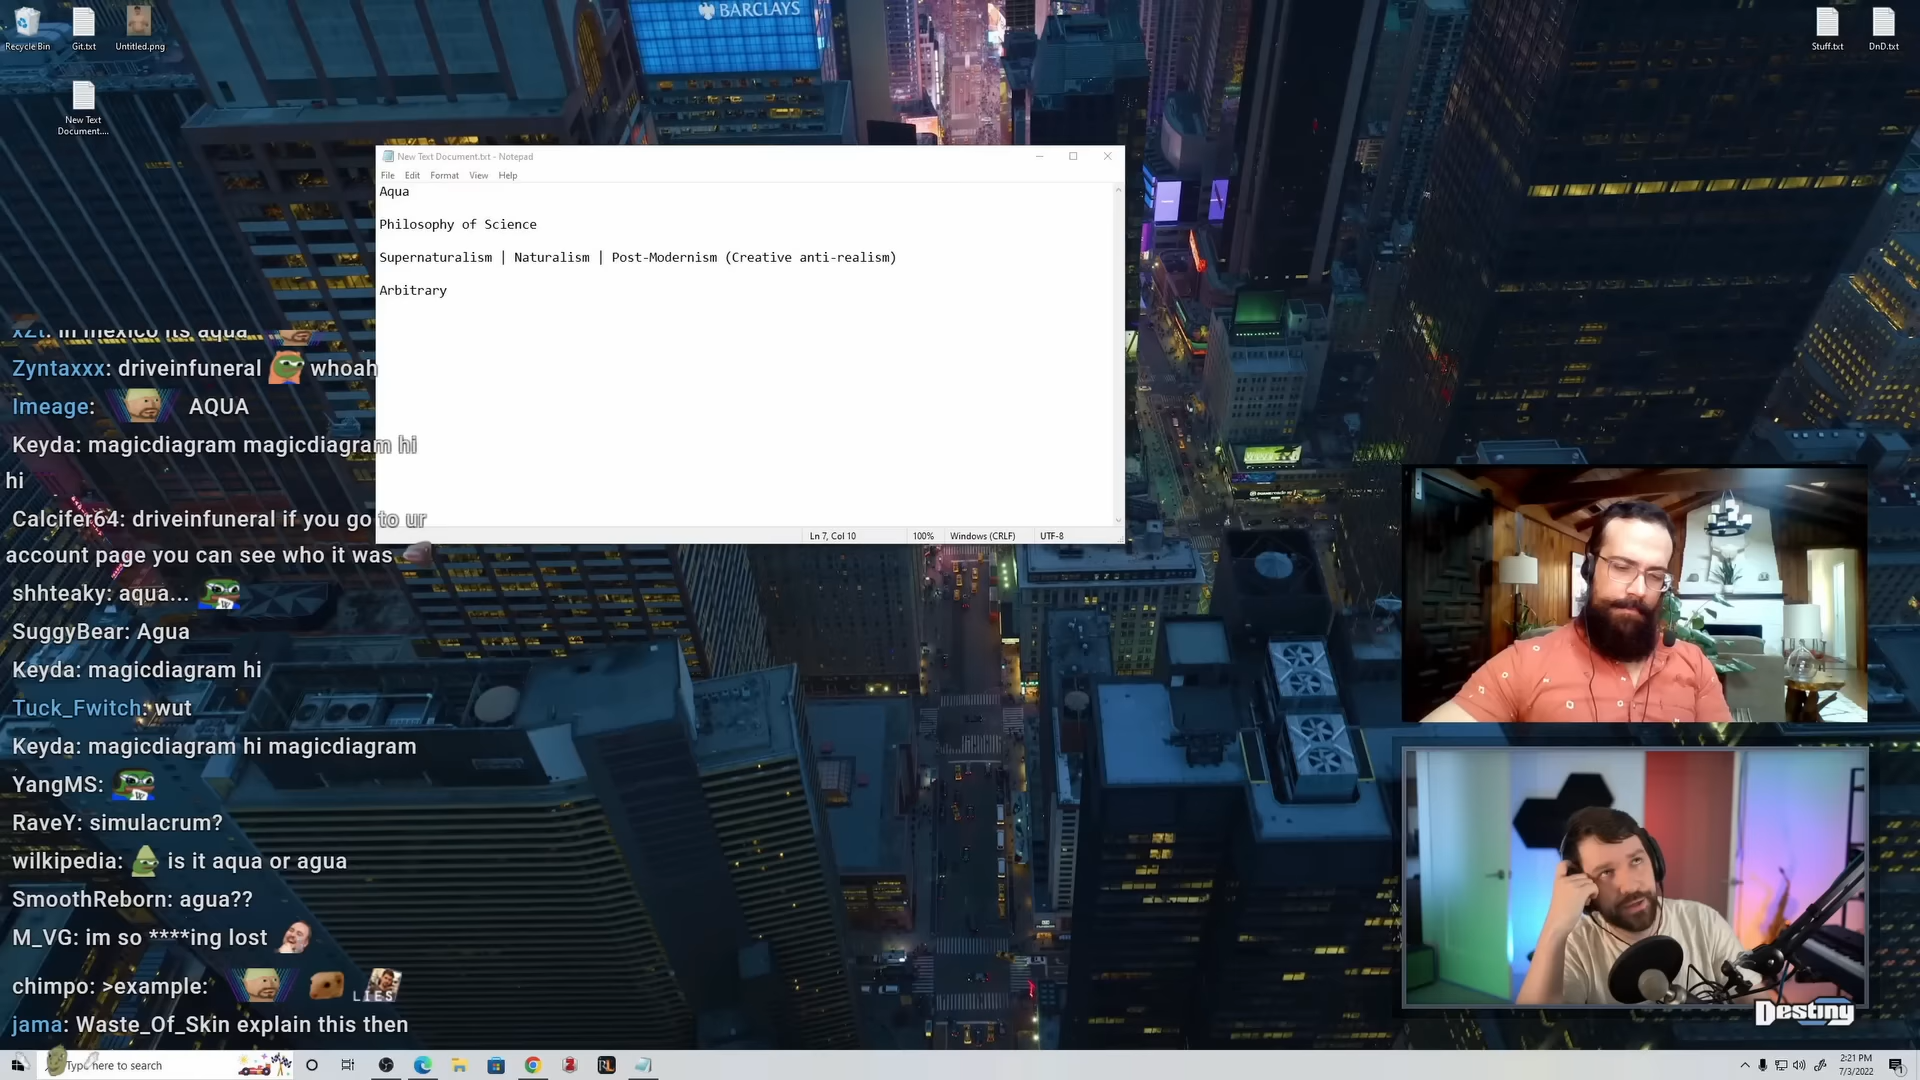 BARCLAYS
Recycle Bin
Git.txt
Untitled.png
New Text
Document....
Stuff.txt
DnD.txt
New Text Document.txt - Notepad
File Edit Format View Help
Aqua
Philosophy of Science
Supernaturalism | Naturalism | Post-Modernism (Creative anti-realism)
Arbitrary
Ln 7, Col 10
100%
Windows (CRLF)
UTF-8
xZt: in mexico its aqua
Zyntaxxx: driveinfuneral whoah
Imeage: AQUA
Keyda: magicdiagram magicdiagram hi
hi
Calcifer64: driveinfuneral if you go to ur
account page you can see who it was
shhteaky: aqua...
SuggyBear: Agua
Keyda: magicdiagram hi
Tuck_Fwitch: wut
Keyda: magicdiagram hi magicdiagram
YangMS:
RaveY: simulacrum?
wilkipedia: is it aqua or agua
SmoothReborn: agua??
M_VG: im so ****ing lost
chimpo: >example: LIES
jama: Waste_Of_Skin explain this then
Destiny
Type here to search
2:21 PM
7/3/2022